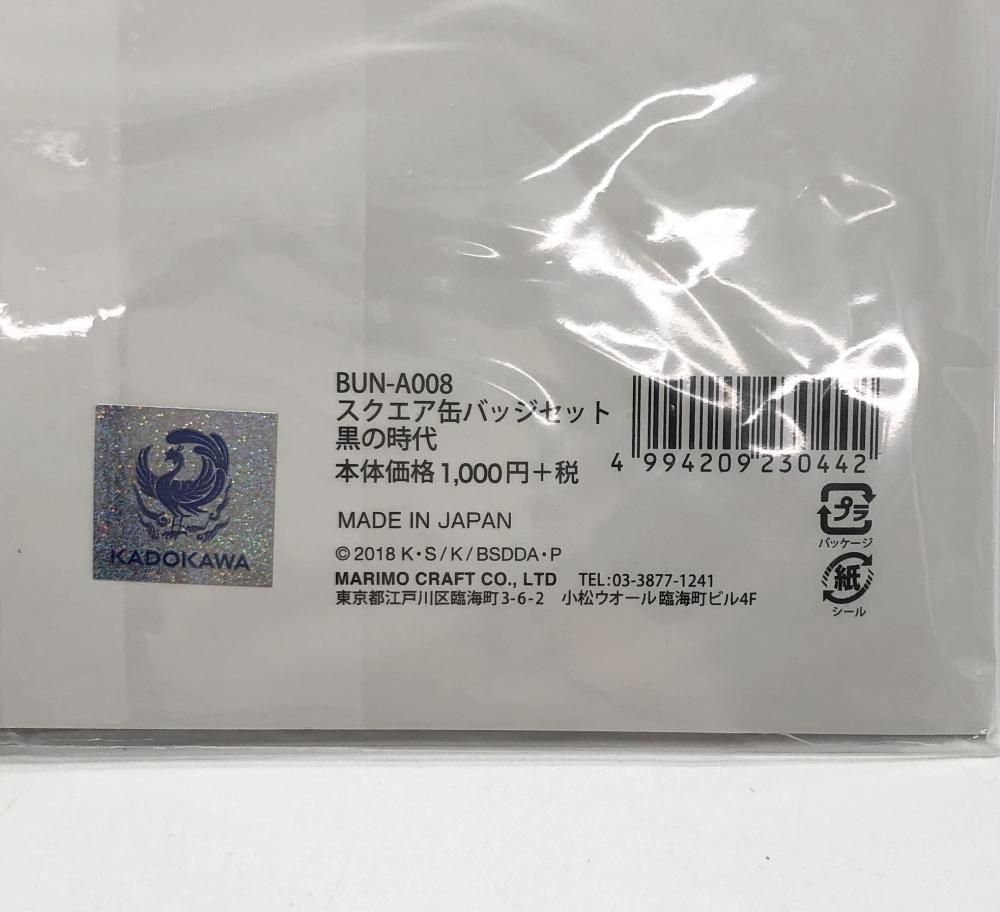 BUN-A008
スクエア缶バッジセット
黒の時代
本体価格1,000円+税
4 994209 230442
MADE IN JAPAN
©2018 K・S/K/BSDDA・P
MARIMO CRAFT CO., LTD TEL:03-3877-1241
東京都江戸川区臨海町3-6-2 小松ウオール臨海町ビル4F
KADOKAWA
プラ
パッケージ
紙
シール